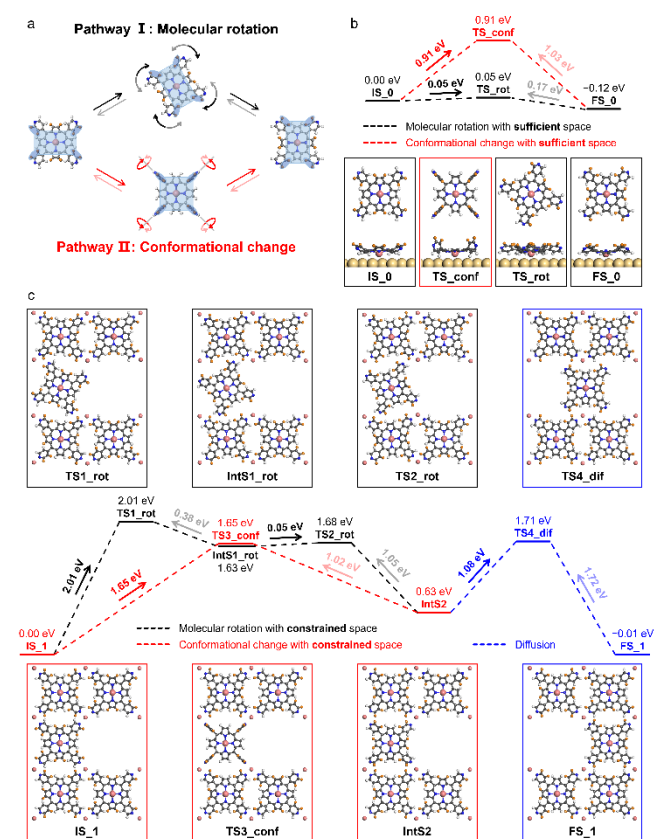 a
Pathway I: Molecular rotation
Pathway II: Conformational change
b
0.91 eV
TS_conf
0.91 eV
1.03 eV
0.00 eV
IS_0
0.05 eV
0.05 eV
TS_rot
0.17 eV
−0.12 eV
FS_0
Molecular rotation with sufficient space
Conformational change with sufficient space
IS_0
TS_conf
TS_rot
FS_0
c
TS1_rot
IntS1_rot
TS2_rot
TS4_dif
2.01 eV
TS1_rot
0.38 eV
1.65 eV
TS3_conf
IntS1_rot
1.63 eV
0.05 eV
1.68 eV
TS2_rot
1.71 eV
TS4_dif
2.01 eV
1.65 eV
1.02 eV
1.05 eV
0.63 eV
IntS2
1.08 eV
1.72 eV
0.00 eV
IS_1
−0.01 eV
FS_1
Molecular rotation with constrained space
Conformational change with constrained space
Diffusion
IS_1
TS3_conf
IntS2
FS_1